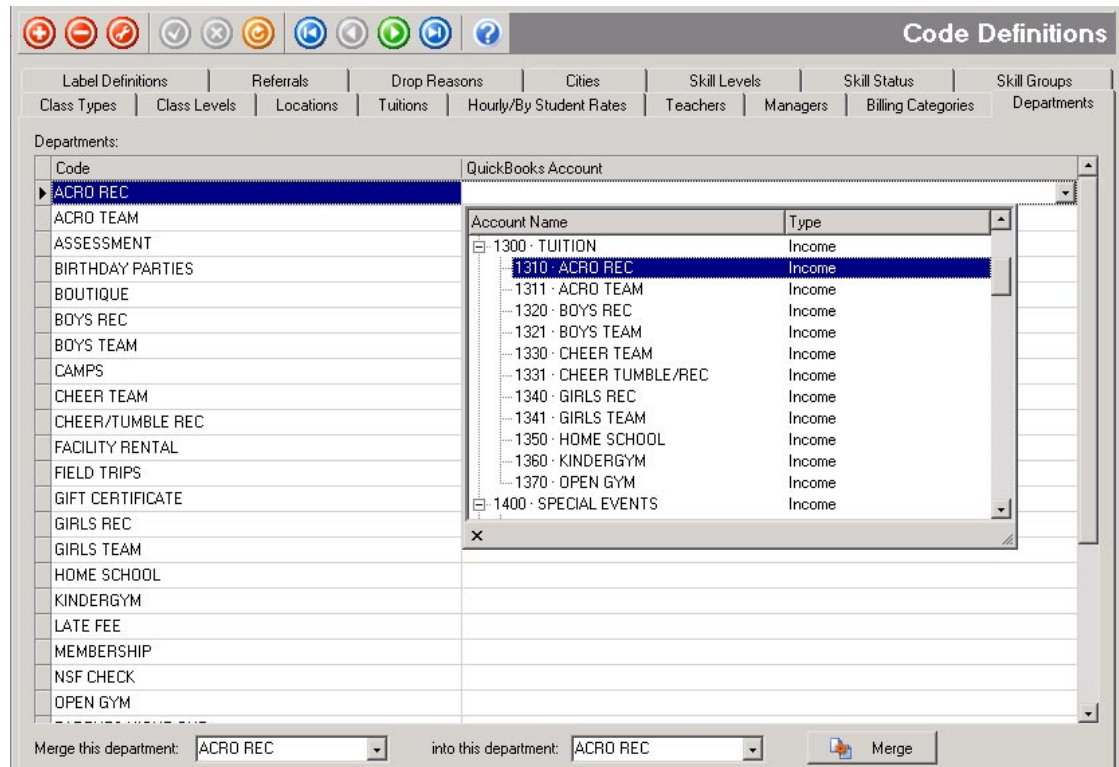 Code Definitions
Label Definitions Referrals Drop Reasons Cities Skill Levels Skill Status Skill Groups
Class Types Class Levels Locations Tuitions Hourly/By Student Rates Teachers Managers Billing Categories Departments
Departments:
Code QuickBooks Account
ACRO REC
ACRO TEAM
ASSESSMENT
BIRTHDAY PARTIES
BOUTIQUE
BOYS REC
BOYS TEAM
CAMPS
CHEER TEAM
CHEER/TUMBLE REC
FACILITY RENTAL
FIELD TRIPS
GIFT CERTIFICATE
GIRLS REC
GIRLS TEAM
HOME SCHOOL
KINDERGYM
LATE FEE
MEMBERSHIP
NSF CHECK
OPEN GYM
Account Name Type
1300 · TUITION Income
1310 · ACRO REC Income
1311 · ACRO TEAM Income
1320 · BOYS REC Income
1321 · BOYS TEAM Income
1330 · CHEER TEAM Income
1331 · CHEER TUMBLE/REC Income
1340 · GIRLS REC Income
1341 · GIRLS TEAM Income
1350 · HOME SCHOOL Income
1360 · KINDERGYM Income
1370 · OPEN GYM Income
1400 · SPECIAL EVENTS Income
Merge this department: ACRO REC into this department: ACRO REC Merge